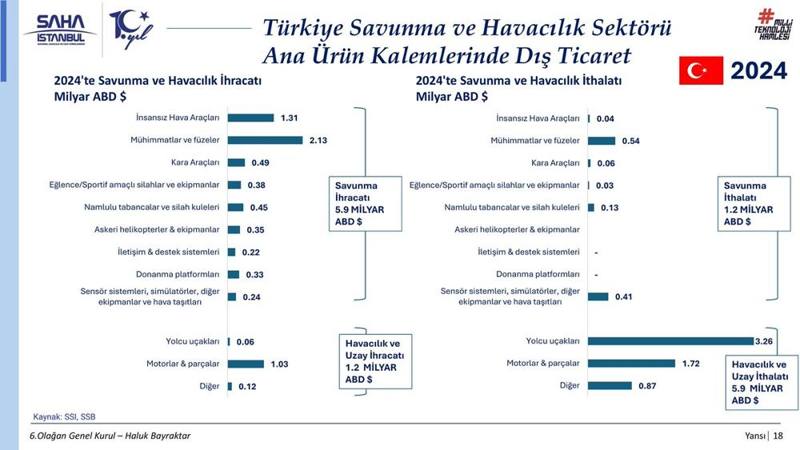 SAHA
İSTANBUL
10.yıl
Türkiye Savunma ve Havacılık Sektörü
Ana Ürün Kalemlerinde Dış Ticaret
MİLLİ
TEKNOLOJİ
HAMLESİ
2024
2024'te Savunma ve Havacılık İhracatı
Milyar ABD $
İnsansız Hava Araçları 1.31
Mühimmatlar ve füzeler 2.13
Kara Araçları 0.49
Eğlence/Sportif amaçlı silahlar ve ekipmanlar 0.38
Namlulu tabancalar ve silah kuleleri 0.45
Askeri helikopterler & ekipmanlar 0.35
İletişim & destek sistemleri 0.22
Donanma platformları 0.33
Sensör sistemleri, simülatörler, diğer
ekipmanlar ve hava taşıtları 0.24
Savunma
İhracatı
5.9 MİLYAR
ABD $
Yolcu uçakları 0.06
Motorlar & parçalar 1.03
Diğer 0.12
Havacılık ve
Uzay İhracatı
1.2 MİLYAR
ABD $
2024'te Savunma ve Havacılık İthalatı
Milyar ABD $
İnsansız Hava Araçları 0.04
Mühimmatlar ve füzeler 0.54
Kara Araçları 0.06
Eğlence/Sportif amaçlı silahlar ve ekipmanlar 0.03
Namlulu tabancalar ve silah kuleleri 0.13
Askeri helikopterler & ekipmanlar
İletişim & destek sistemleri -
Donanma platformları -
Sensör sistemleri, simülatörler, diğer
ekipmanlar ve hava taşıtları 0.41
Savunma
İthalatı
1.2 MİLYAR
ABD $
Yolcu uçakları 3.26
Motorlar & parçalar 1.72
Diğer 0.87
Havacılık ve
Uzay İthalatı
5.9 MİLYAR
ABD $
Kaynak: SSI, SSB
6.Olağan Genel Kurul – Haluk Bayraktar
Yansı | 18